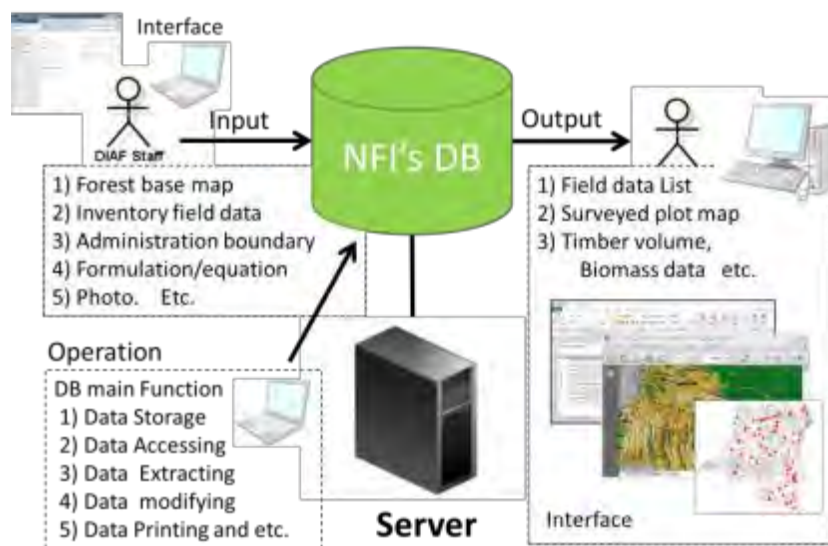 Interface
DIAF Staff
Input
NFI's DB
Output
1) Forest base map
2) Inventory field data
3) Administration boundary
4) Formulation/equation
5) Photo. Etc.
1) Field data List
2) Surveyed plot map
3) Timber volume,
Biomass data etc.
Operation
DB main Function
1) Data Storage
2) Data Accessing
3) Data Extracting
4) Data modifying
5) Data Printing and etc.
Server
Interface